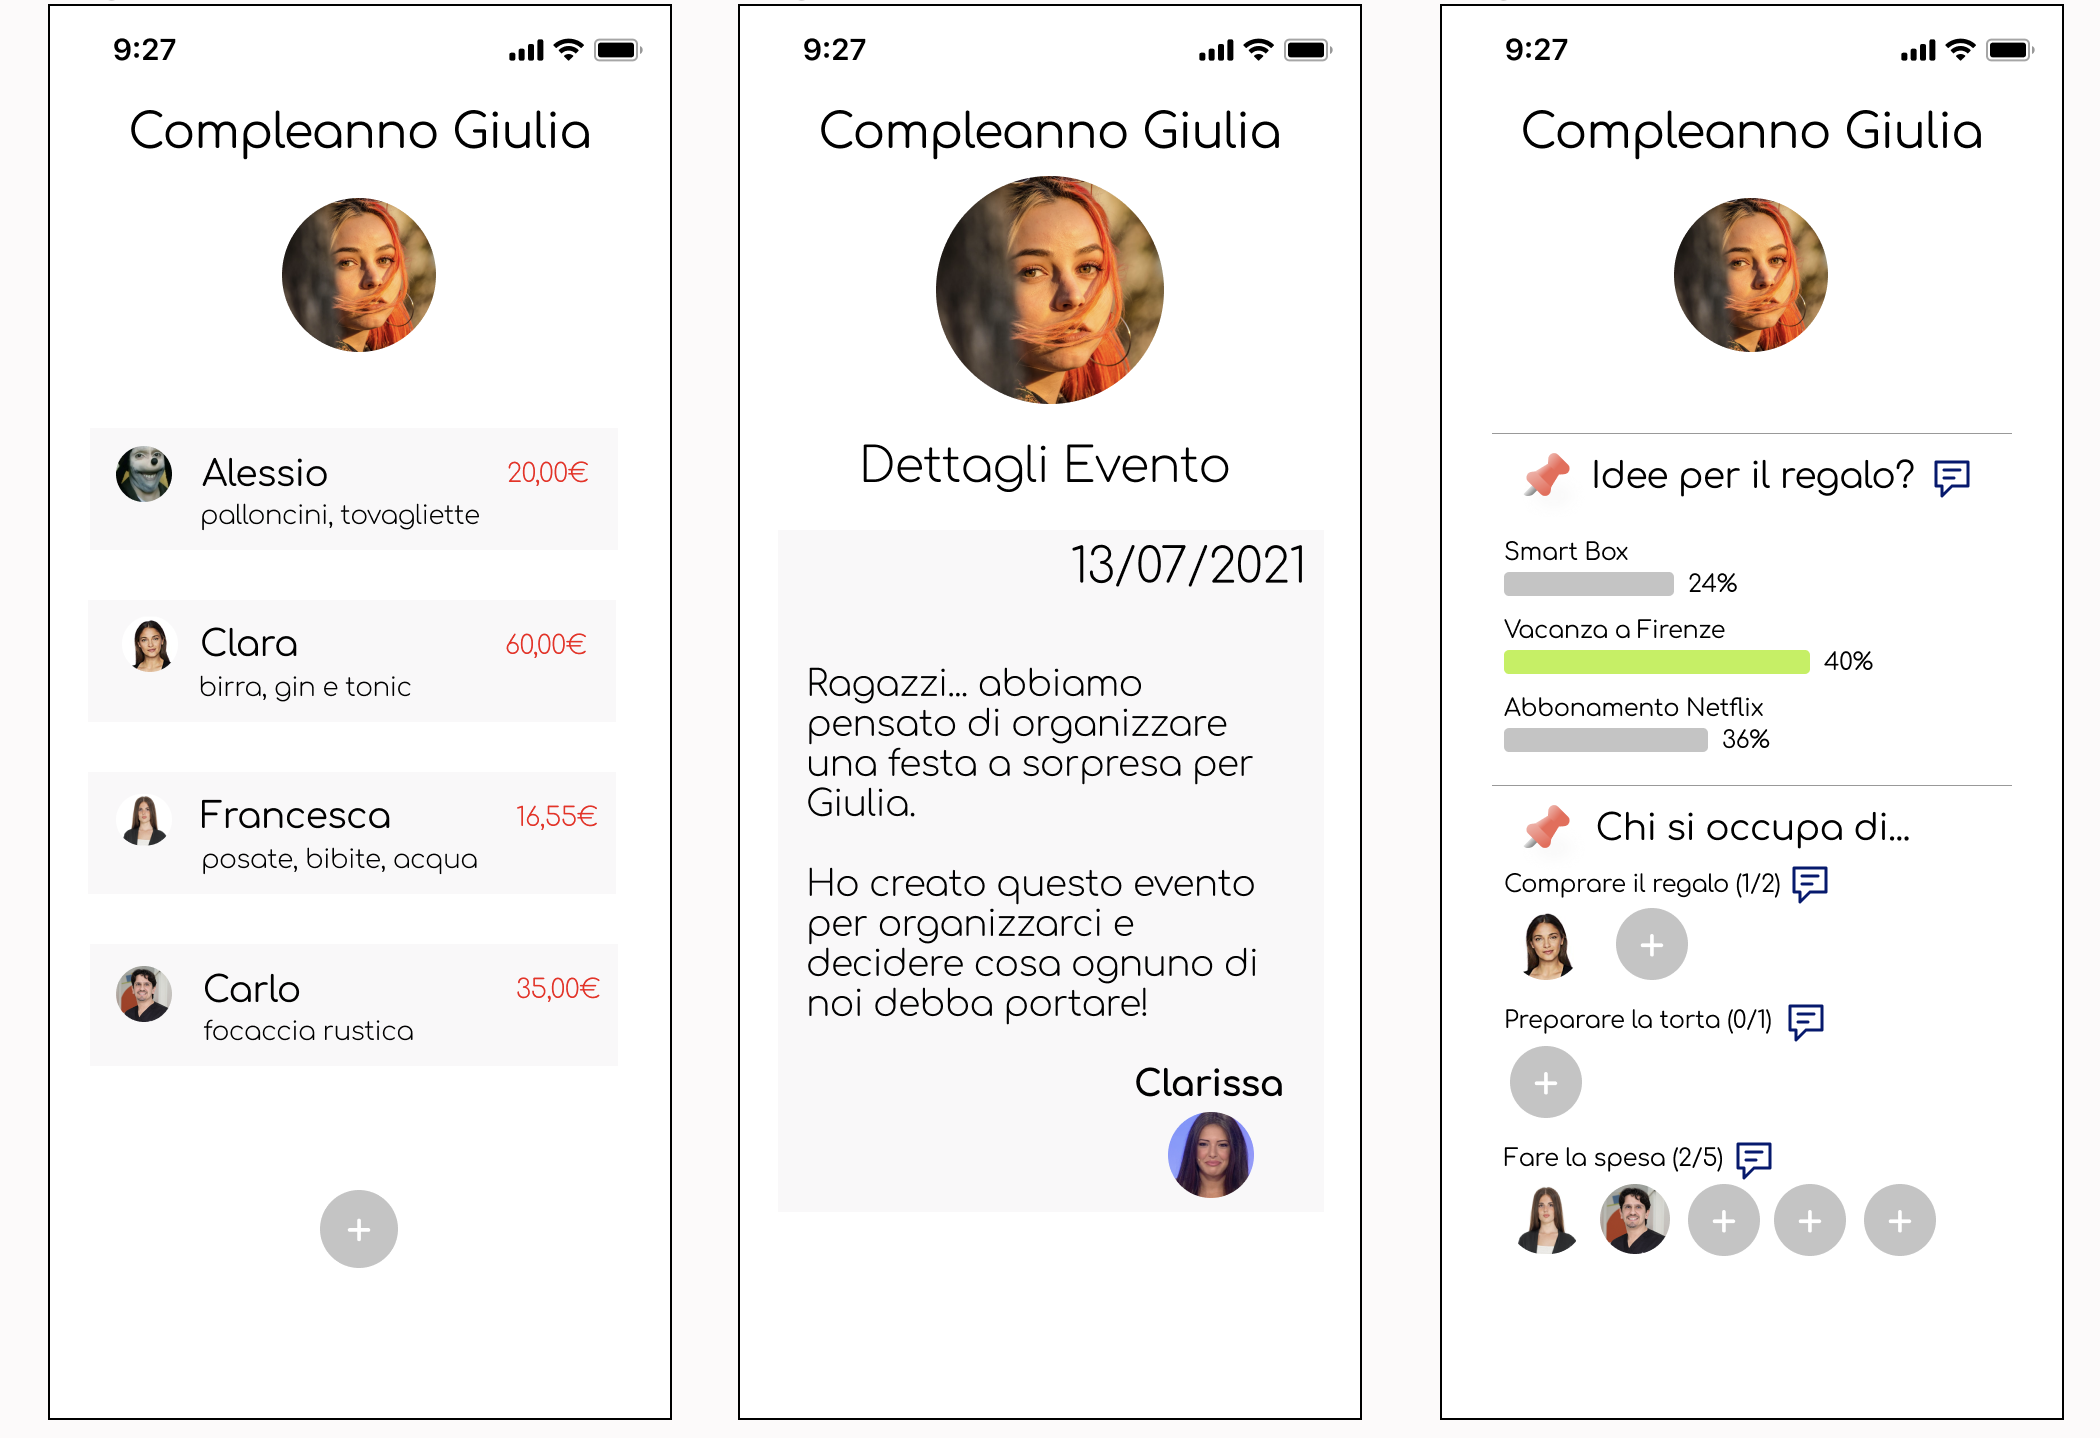 9:27
Compleanno Giulia
Alessio
20,00€
palloncini, tovagliette
Clara
60,00€
birra, gin e tonic
Francesca
16,55€
posate, bibite, acqua
Carlo
35,00€
focaccia rustica
+
9:27
Compleanno Giulia
Dettagli Evento
13/07/2021
Ragazzi... abbiamo
pensato di organizzare
una festa a sorpresa per
Giulia.
Ho creato questo evento
per organizzarci e
decidere cosa ognuno di
noi debba portare!
Clarissa
9:27
Compleanno Giulia
Idee per il regalo?
Smart Box
24%
Vacanza a Firenze
40%
Abbonamento Netflix
36%
Chi si occupa di...
Comprare il regalo (1/2)
+
Preparare la torta (0/1)
+
Fare la spesa (2/5)
+ + +